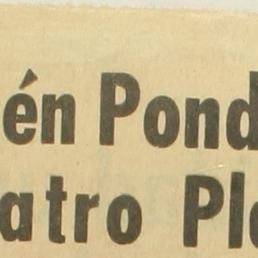 én Pond
atro Pl